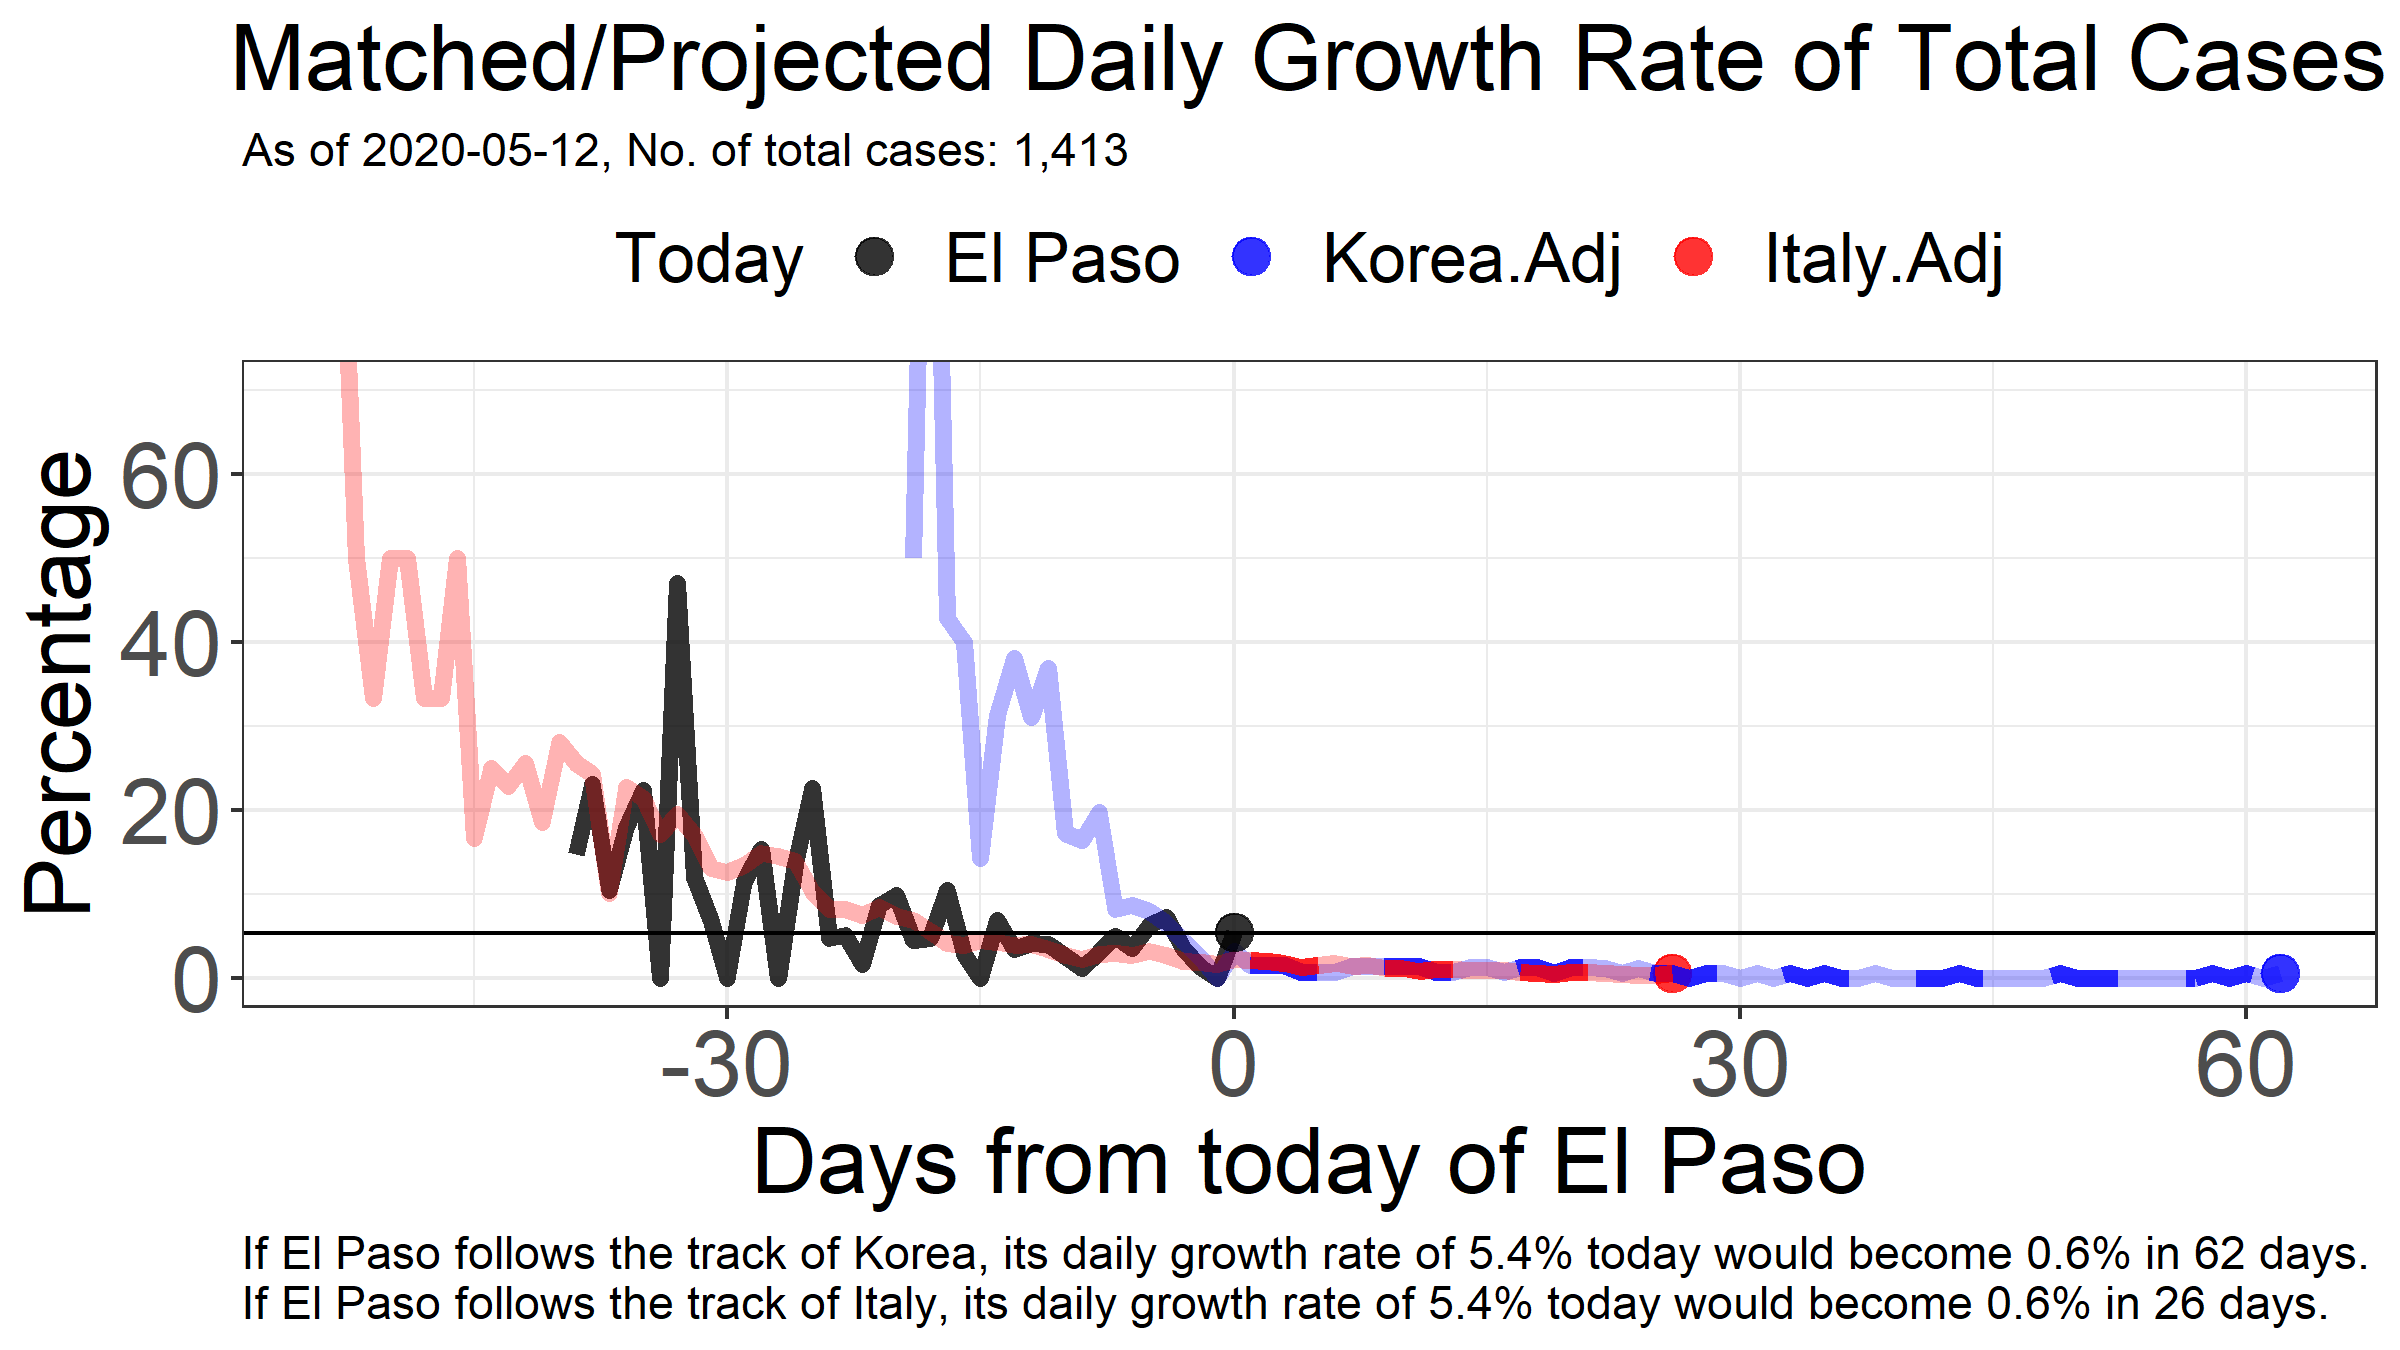 Matched/Projected Daily Growth Rate of Total Cases
As of 2020-05-12, No. of total cases: 1,413
Today El Paso Korea.Adj Italy.Adj
Percentage
60
40
20
0
-30 0 30 60
Days from today of El Paso
If El Paso follows the track of Korea, its daily growth rate of 5.4% today would become 0.6% in 62 days.
If El Paso follows the track of Italy, its daily growth rate of 5.4% today would become 0.6% in 26 days.